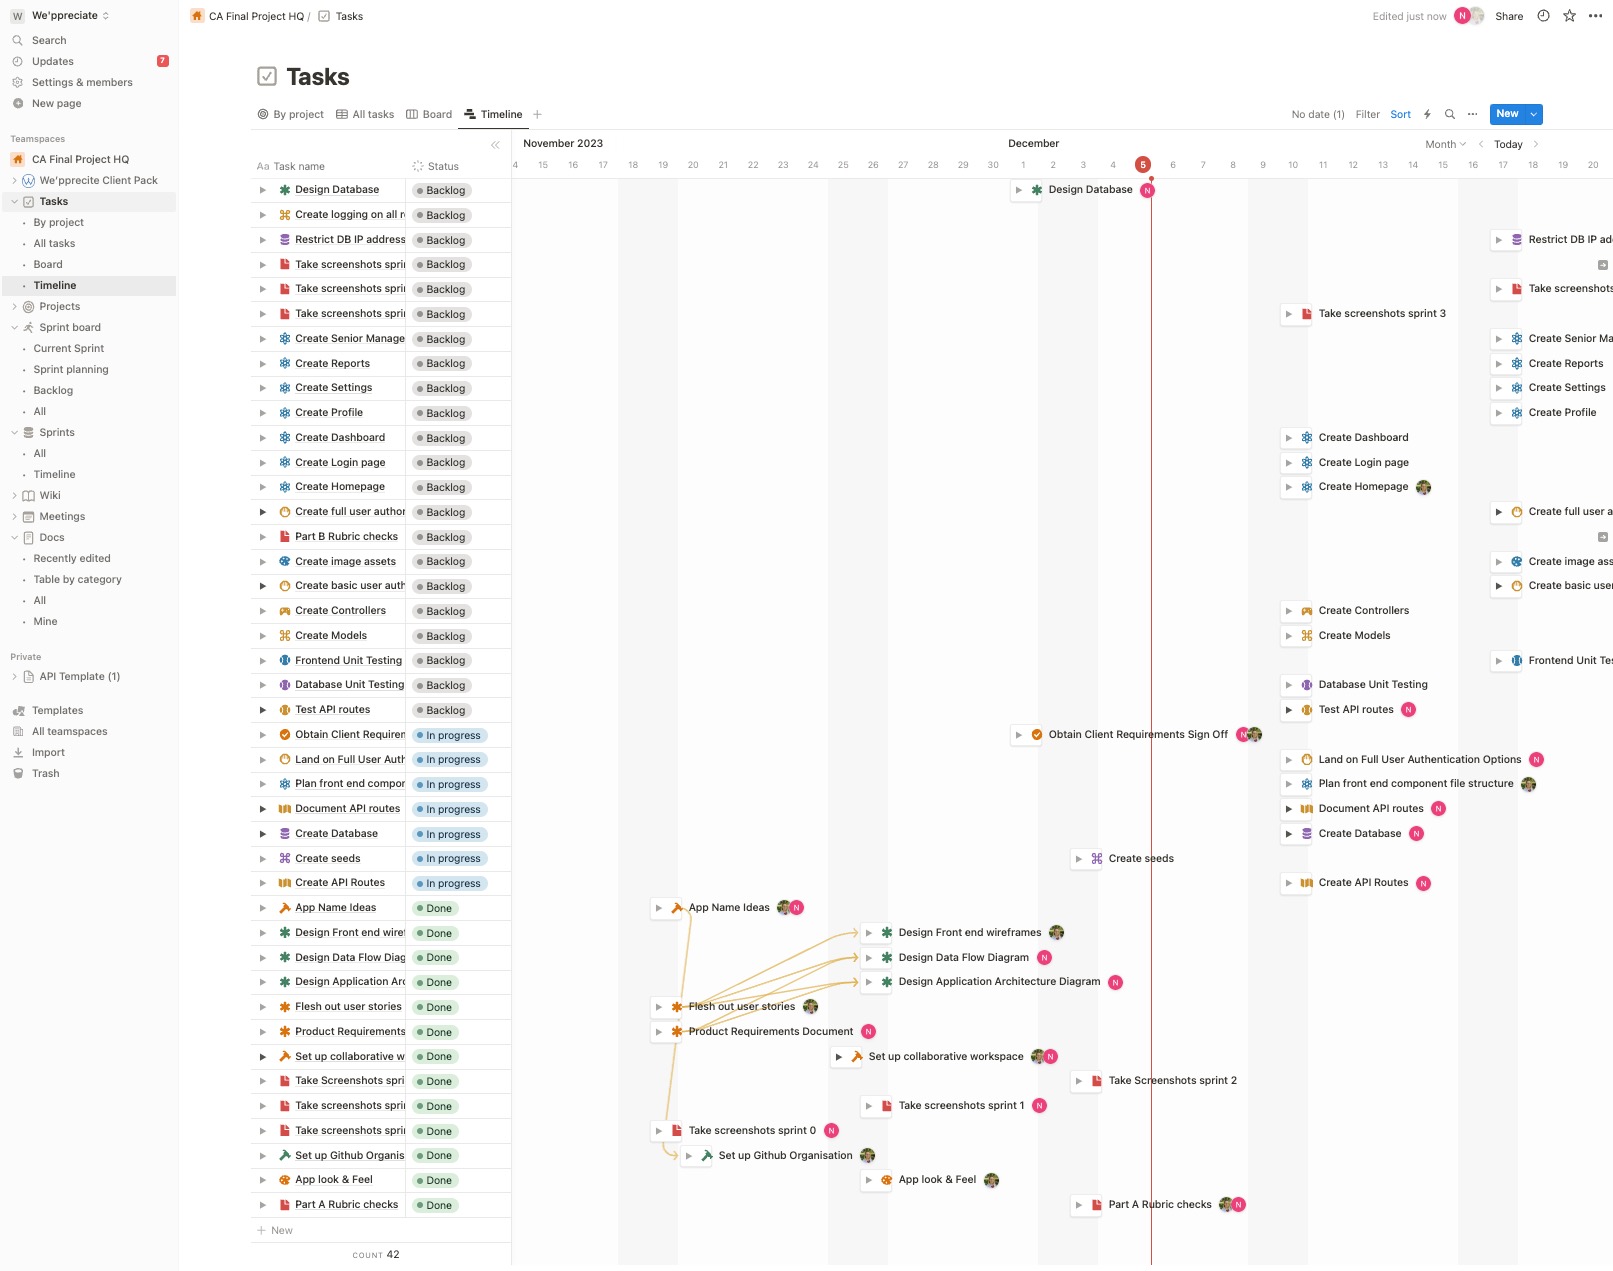 W We'ppreciate
CA Final Project HQ / Tasks
Edited just now N Share
Search
Updates 7
Settings & members
New page
Teamspaces
CA Final Project HQ
We'pprecite Client Pack
Tasks
By project
All tasks
Board
Timeline
Projects
Sprint board
Current Sprint
Sprint planning
Backlog
All
Sprints
All
Timeline
Wiki
Meetings
Docs
Recently edited
Table by category
All
Mine
Private
API Template (1)
Templates
All teamspaces
Import
Trash
Tasks
By project All tasks Board Timeline
No date (1) Filter Sort New
November 2023 December Month Today
Aa Task name Status
4 15 16 17 18 19 20 21 22 23 24 25 26 27 28 29 30 1 2 3 4 5 6 7 8 9 10 11 12 13 14 15 16 17 18 19 20
Design Database Backlog Design Database N
Create logging on all r Backlog
Restrict DB IP address Backlog Restrict DB IP ad
Take screenshots spri Backlog
Take screenshots spri Backlog Take screenshots
Take screenshots spri Backlog Take screenshots sprint 3
Create Senior Manage Backlog Create Senior Ma
Create Reports Backlog Create Reports
Create Settings Backlog Create Settings
Create Profile Backlog Create Profile
Create Dashboard Backlog Create Dashboard
Create Login page Backlog Create Login page
Create Homepage Backlog Create Homepage
Create full user author Backlog Create full user a
Part B Rubric checks Backlog
Create image assets Backlog Create image ass
Create basic user auth Backlog Create basic user
Create Controllers Backlog Create Controllers
Create Models Backlog Create Models
Frontend Unit Testing Backlog Frontend Unit Tes
Database Unit Testing Backlog Database Unit Testing
Test API routes Backlog Test API routes N
Obtain Client Requirem In progress Obtain Client Requirements Sign Off N
Land on Full User Auth In progress Land on Full User Authentication Options N
Plan front end compor In progress Plan front end component file structure
Document API routes In progress Document API routes N
Create Database In progress Create Database N
Create seeds In progress Create seeds
Create API Routes In progress Create API Routes N
App Name Ideas Done App Name Ideas N
Design Front end wiref Done Design Front end wireframes
Design Data Flow Diag Done Design Data Flow Diagram N
Design Application Arc Done Design Application Architecture Diagram N
Flesh out user stories Done Flesh out user stories
Product Requirements Done Product Requirements Document N
Set up collaborative w Done Set up collaborative workspace N
Take Screenshots spri Done Take Screenshots sprint 2
Take screenshots spri Done Take screenshots sprint 1 N
Take screenshots spri Done Take screenshots sprint 0 N
Set up Github Organis Done Set up Github Organisation
App look & Feel Done App look & Feel
Part A Rubric checks Done Part A Rubric checks N
New
COUNT 42